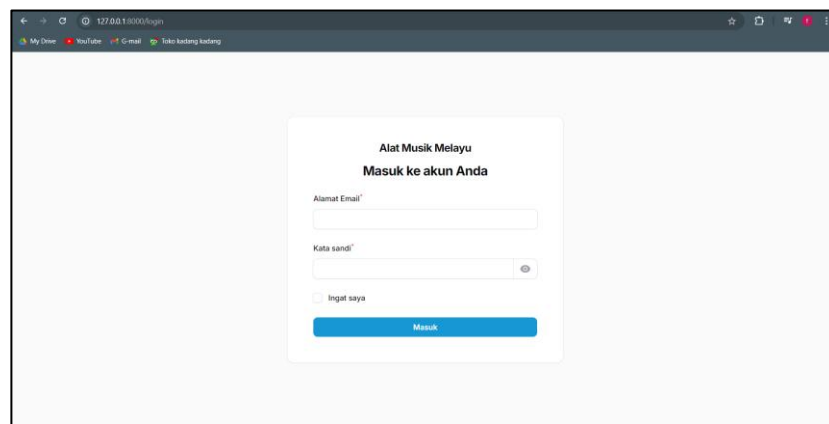 127.0.0.1:8000/login
My Drive YouTube G-mail Toko kadang kadang
Alat Musik Melayu
Masuk ke akun Anda
Alamat Email*
Kata sandi*
Ingat saya
Masuk